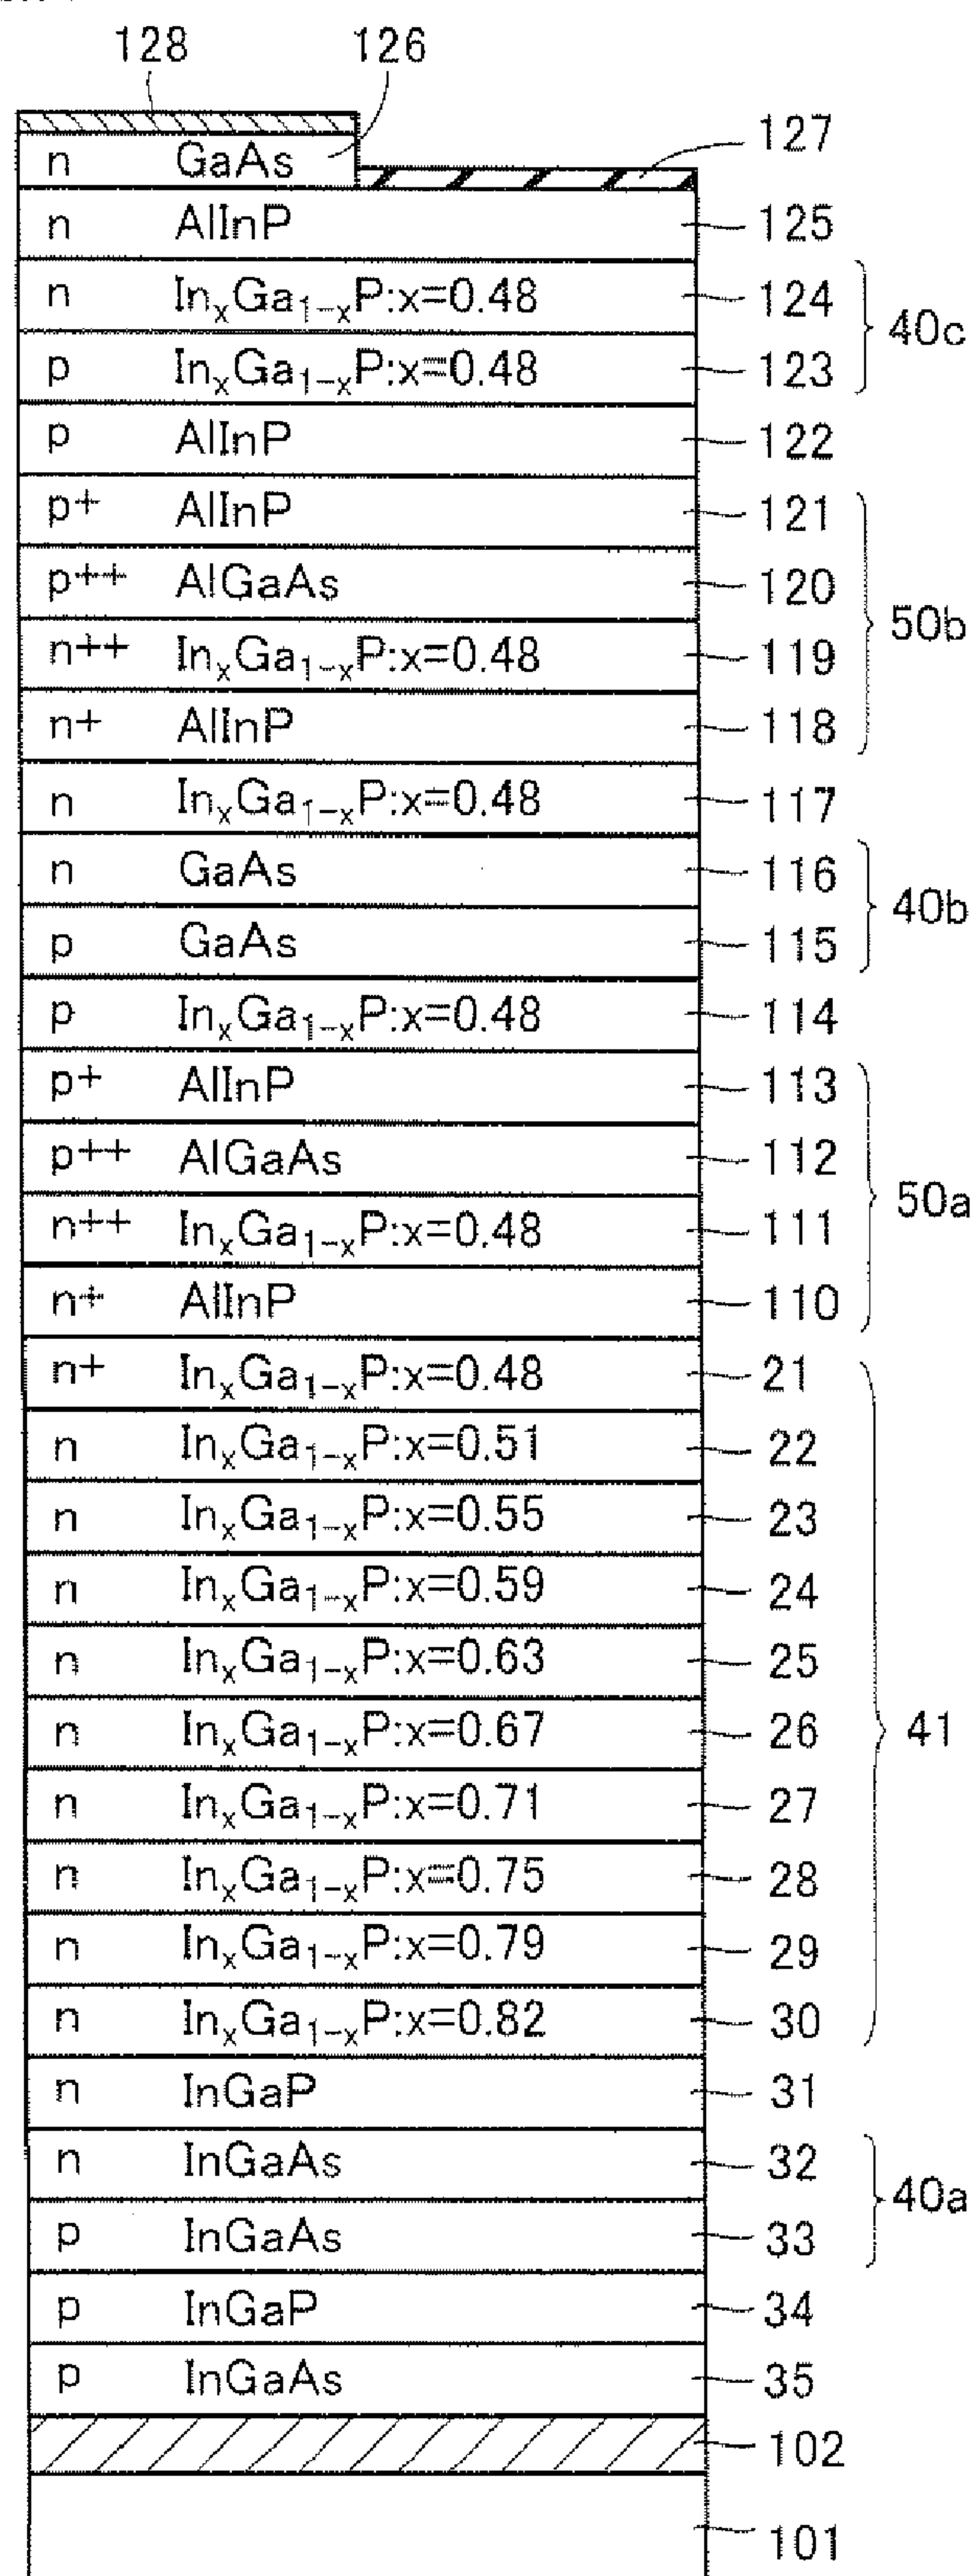 128 126
127
n GaAs
n AlInP 125
n InₓGa₁₋ₓP:x=0.48 124
40c
p InₓGa₁₋ₓP:x=0.48 123
p AlInP 122
p+ AlInP 121
p++ AlGaAs 120
50b
n++ InₓGa₁₋ₓP:x=0.48 119
n+ AlInP 118
n InₓGa₁₋ₓP:x=0.48 117
n GaAs 116
40b
p GaAs 115
p InₓGa₁₋ₓP:x=0.48 114
p+ AlInP 113
p++ AlGaAs 112
50a
n++ InₓGa₁₋ₓP:x=0.48 111
n+ AlInP 110
n+ InₓGa₁₋ₓP:x=0.48 21
n InₓGa₁₋ₓP:x=0.51 22
n InₓGa₁₋ₓP:x=0.55 23
n InₓGa₁₋ₓP:x=0.59 24
n InₓGa₁₋ₓP:x=0.63 25
n InₓGa₁₋ₓP:x=0.67 26 41
n InₓGa₁₋ₓP:x=0.71 27
n InₓGa₁₋ₓP:x=0.75 28
n InₓGa₁₋ₓP:x=0.79 29
n InₓGa₁₋ₓP:x=0.82 30
n InGaP 31
n InGaAs 32
40a
p InGaAs 33
p InGaP 34
p InGaAs 35
102
101